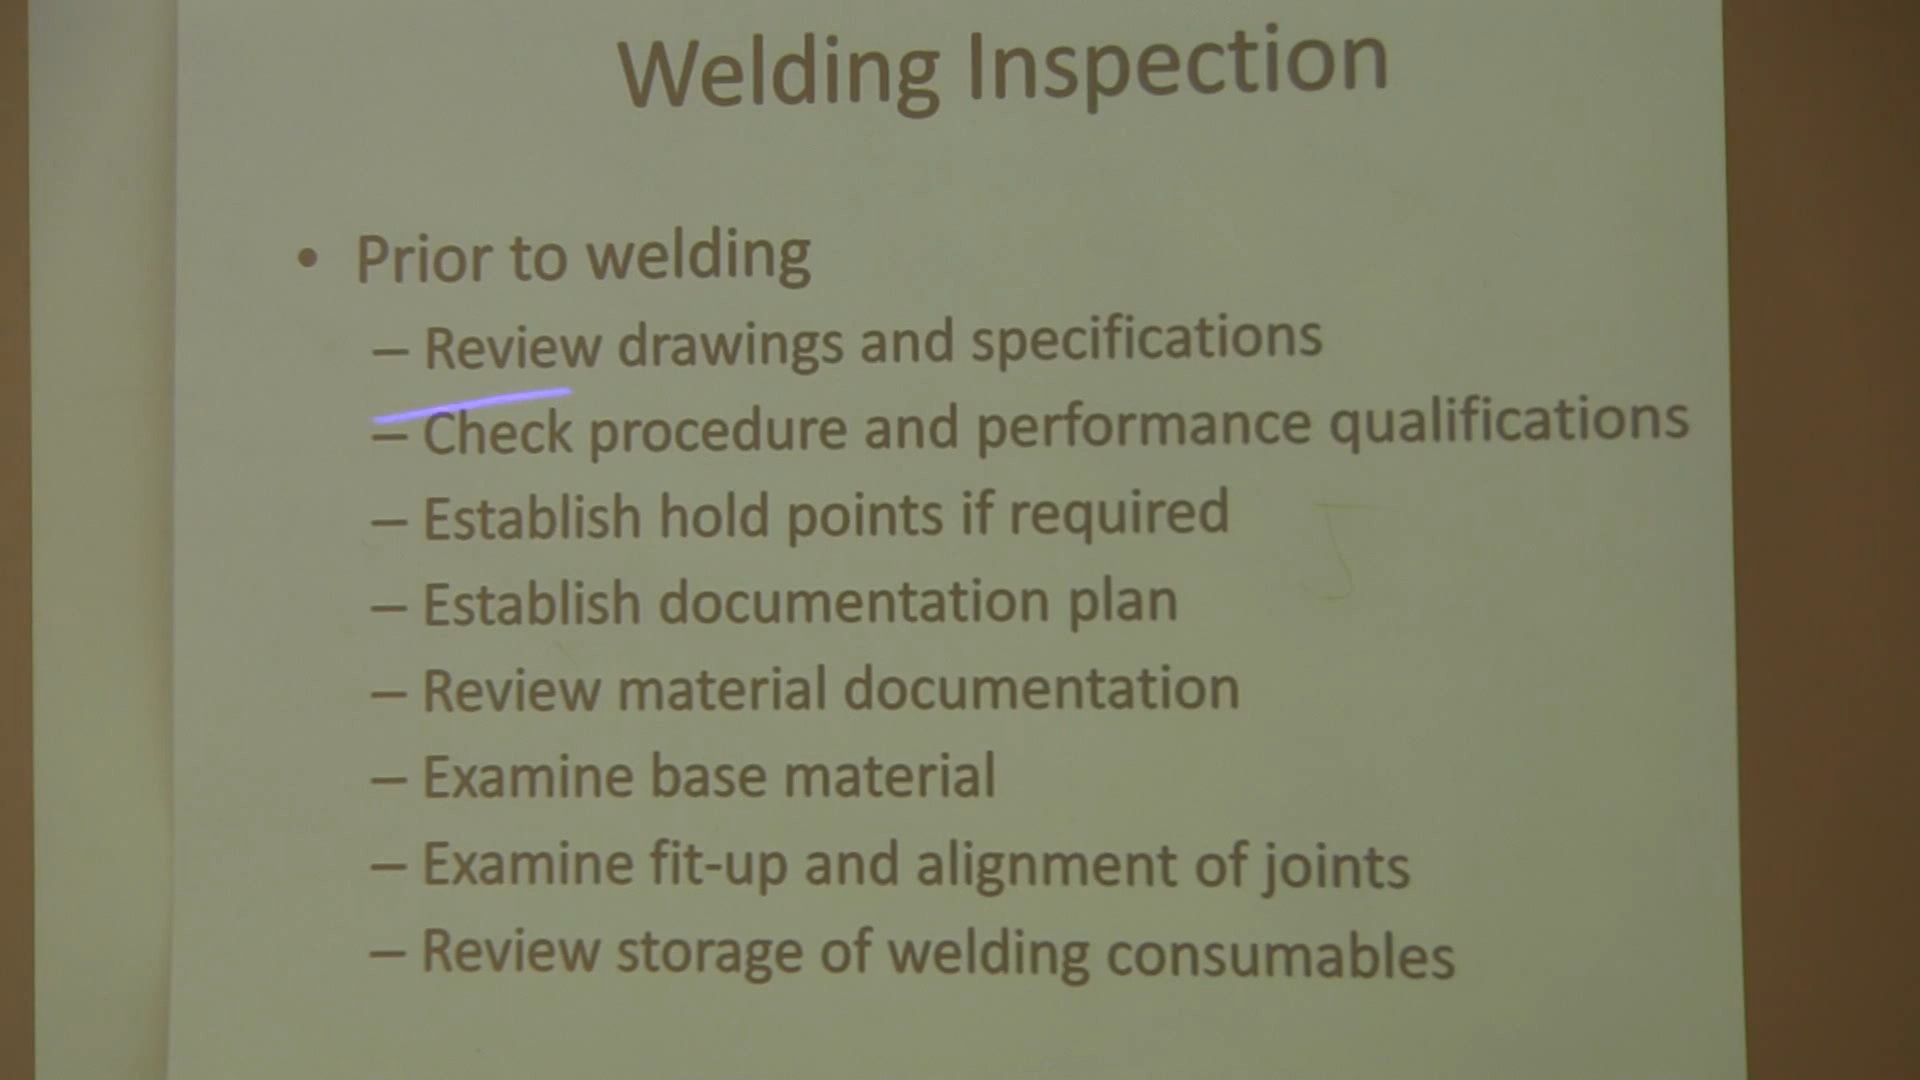 Welding Inspection
• Prior to welding
– Review drawings and specifications
– Check procedure and performance qualifications
– Establish hold points if required
– Establish documentation plan
– Review material documentation
– Examine base material
– Examine fit-up and alignment of joints
– Review storage of welding consumables